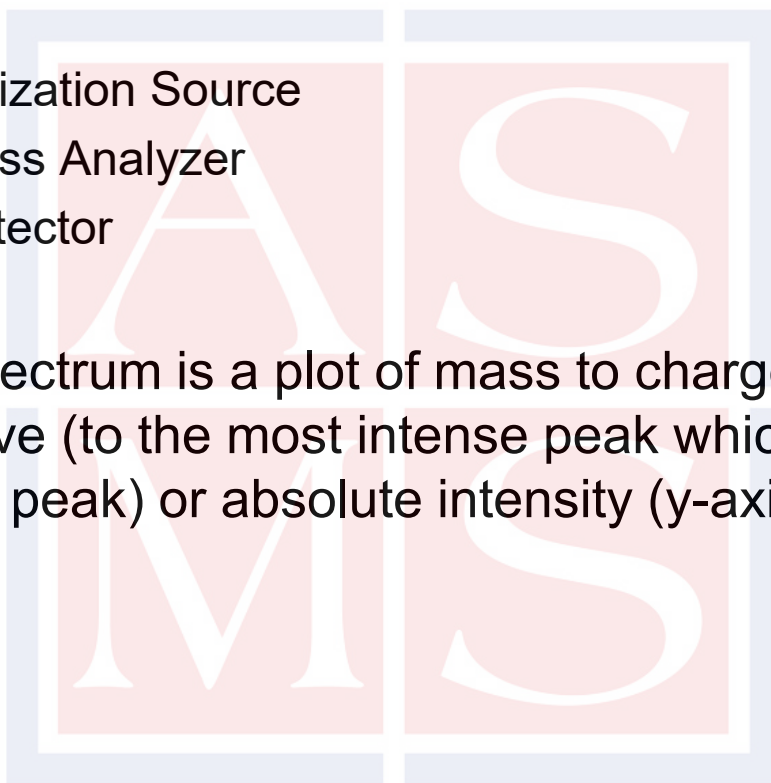 ization Source
ss Analyzer
tector
ectrum is a plot of mass to charg
ve (to the most intense peak whic
peak) or absolute intensity (y-axi
A S
M S